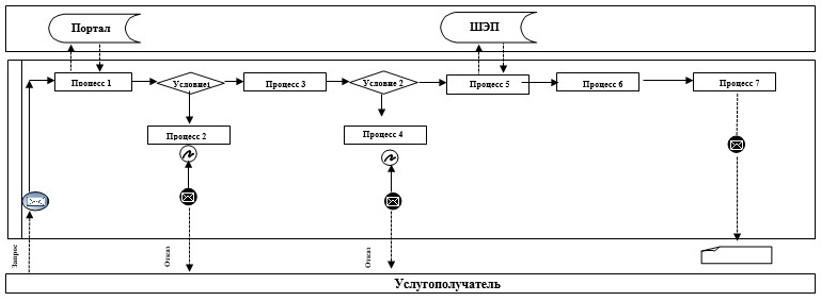 Портал
ШЭП
Процесс 1
Условие1
Процесс 3
Условие 2
Процесс 5
Процесс 6
Процесс 7
Процесс 2
Процесс 4
Запрос
Отказ
Отказ
Услугополучатель